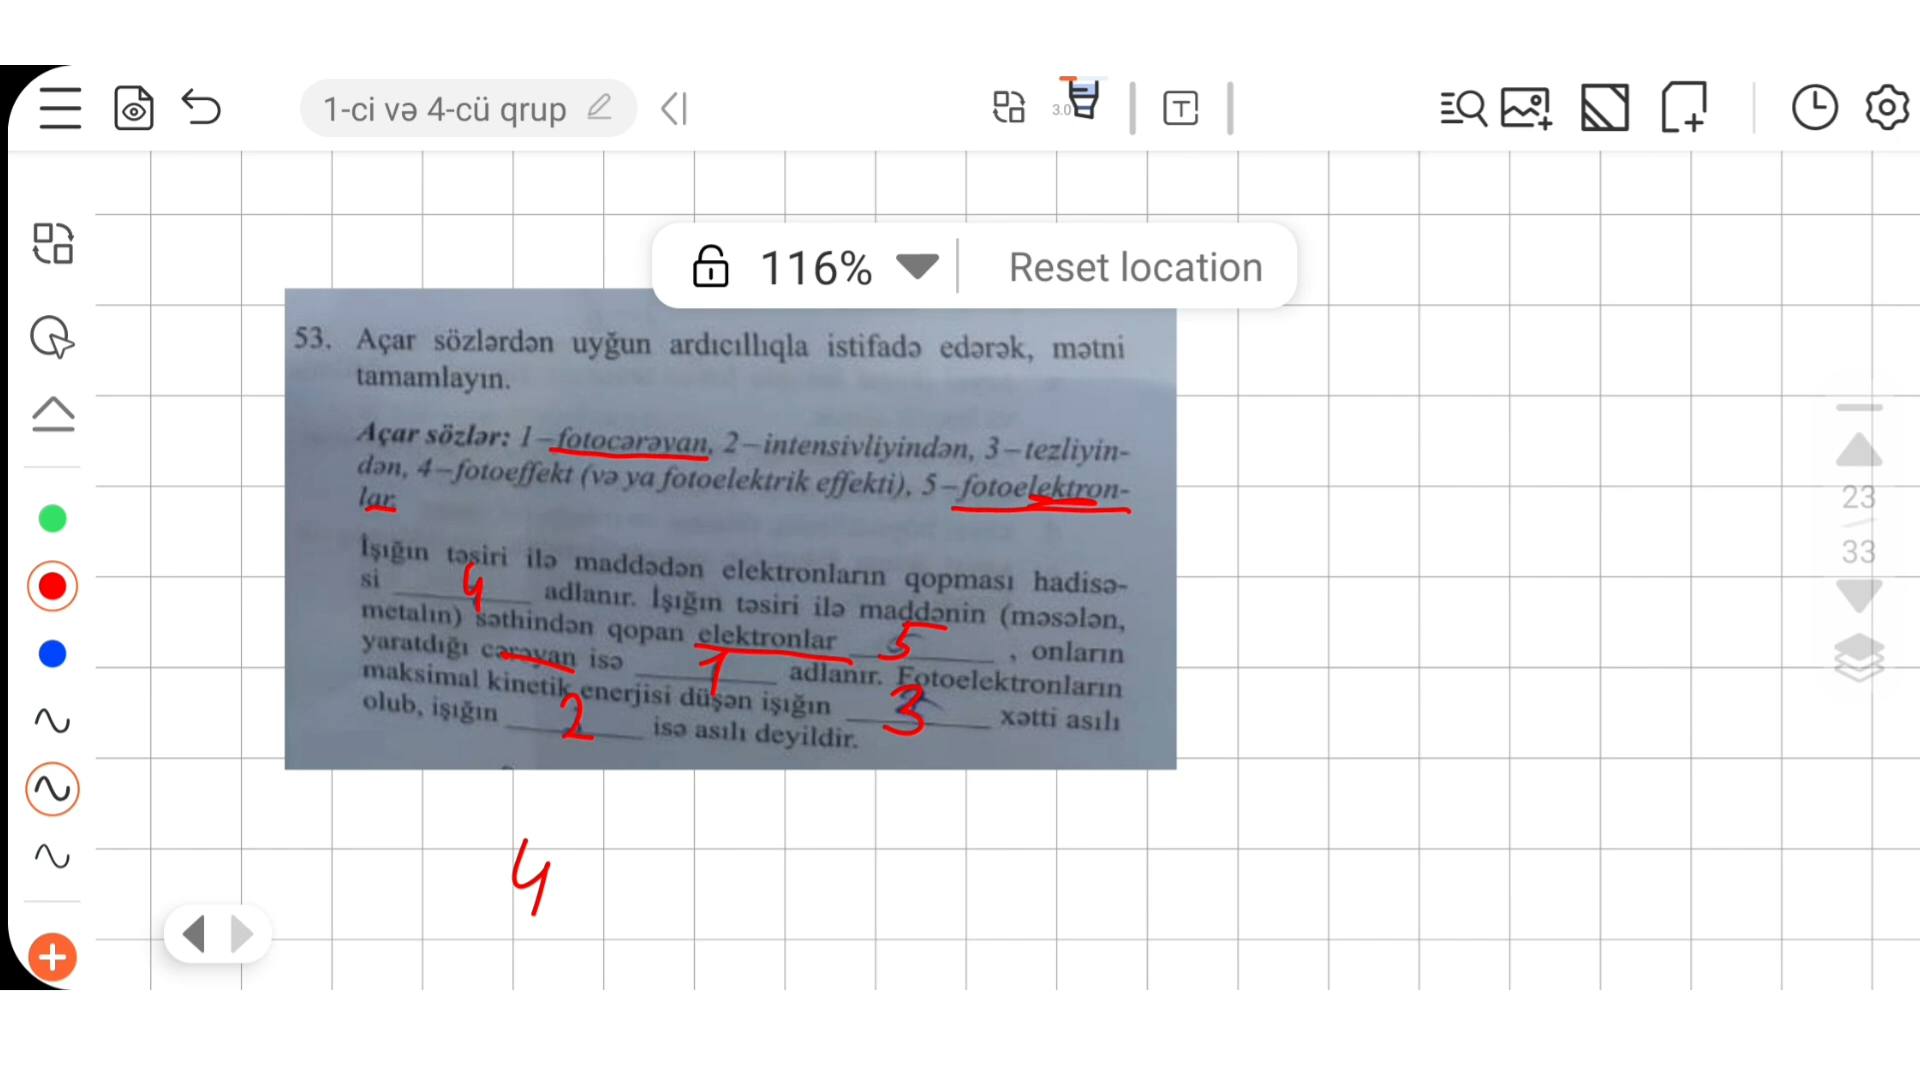 1-ci və 4-cü qrup
3.0
T
116%
Reset location
53. Açar sözlərdən uyğun ardıcıllıqla istifadə edərək, mətni
tamamlayın.
Açar sözlər: 1–fotocərəyan, 2–intensivliyindən, 3–tezliyin-
dən, 4–fotoeffekt (və ya fotoelektrik effekti), 5–fotoelektron-
lar.
İşığın təsiri ilə maddədən elektronların qopması hadisə-
si 4 adlanır. İşığın təsiri ilə maddənin (məsələn,
metalın) səthindən qopan elektronlar 5 , onların
yaratdığı cərəyan isə 1 adlanır. Fotoelektronların
maksimal kinetik enerjisi düşən işığın 3 xətti asılı
olub, işığın 2 isə asılı deyildir.
4
23
33